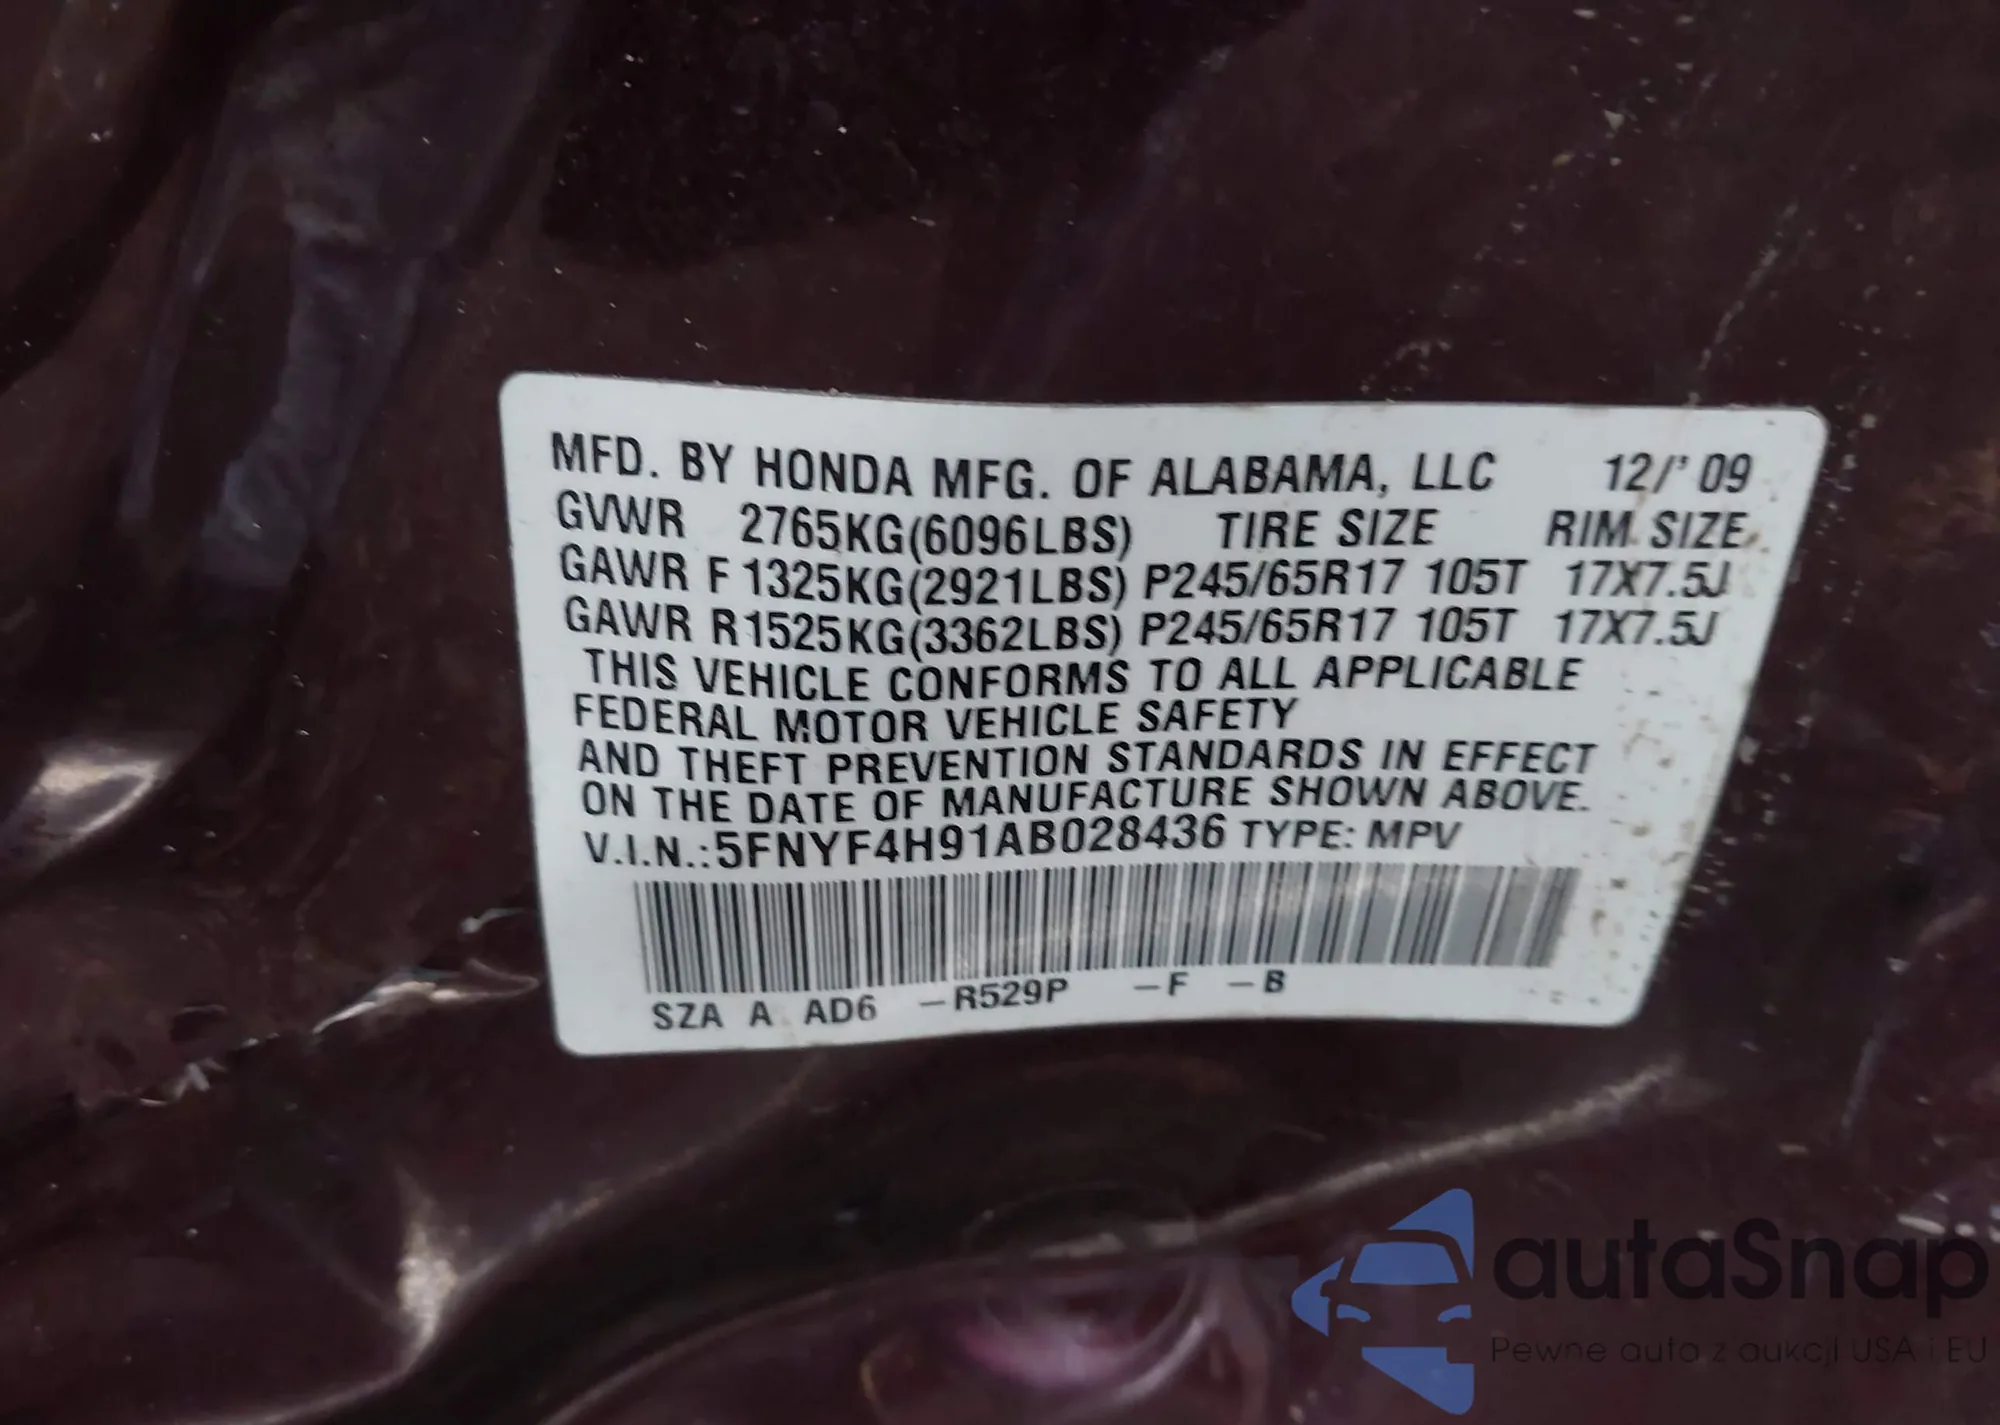 MFD. BY HONDA MFG. OF ALABAMA, LLC 12/'09
GVWR 2765KG(6096LBS) TIRE SIZE RIM SIZE
GAWR F 1325KG(2921LBS) P245/65R17 105T 17X7.5J
GAWR R1525KG(3362LBS) P245/65R17 105T 17X7.5J
THIS VEHICLE CONFORMS TO ALL APPLICABLE
FEDERAL MOTOR VEHICLE SAFETY
AND THEFT PREVENTION STANDARDS IN EFFECT
ON THE DATE OF MANUFACTURE SHOWN ABOVE.
V.I.N.:5FNYF4H91AB028436 TYPE: MPV
SZA A AD6 -R529P -F -B
autaSnap
Pewne auta z aukcji USA i EU